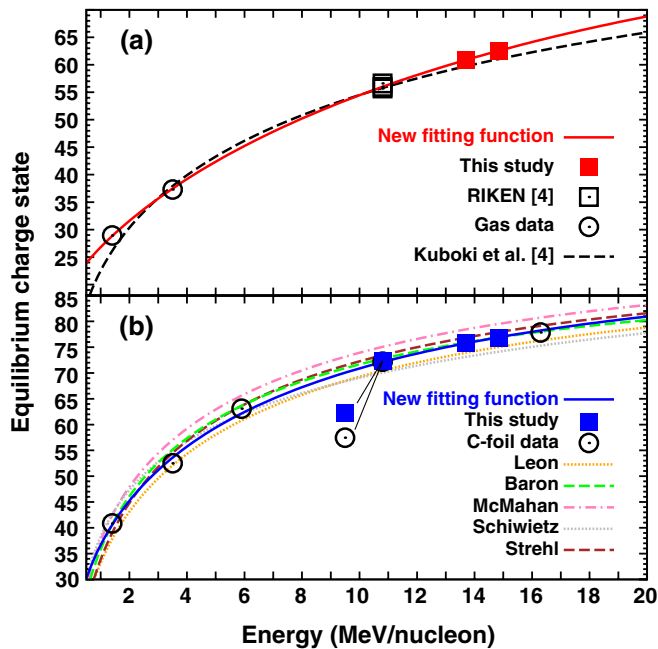 Equilibrium charge state
65
60
55
50
45
40
35
30
25
(a)
New fitting function
This study
RIKEN [4]
Gas data
Kuboki et al. [4]
85
80
75
70
65
60
55
50
45
40
35
30
(b)
New fitting function
This study
C-foil data
Leon
Baron
McMahan
Schiwietz
Strehl
2 4 6 8 10 12 14 16 18 20
Energy (MeV/nucleon)